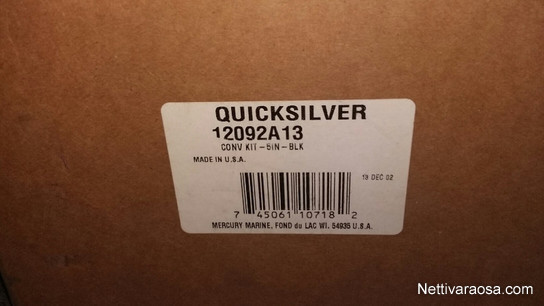 QUICKSILVER
12092A13
CONV KIT-5IN-BLK
MADE IN U.S.A.
19 DEC 02
7 45061 10718 2
MERCURY MARINE, FOND du LAC WI. 54935 U.S.A.
Nettivaraosa.com